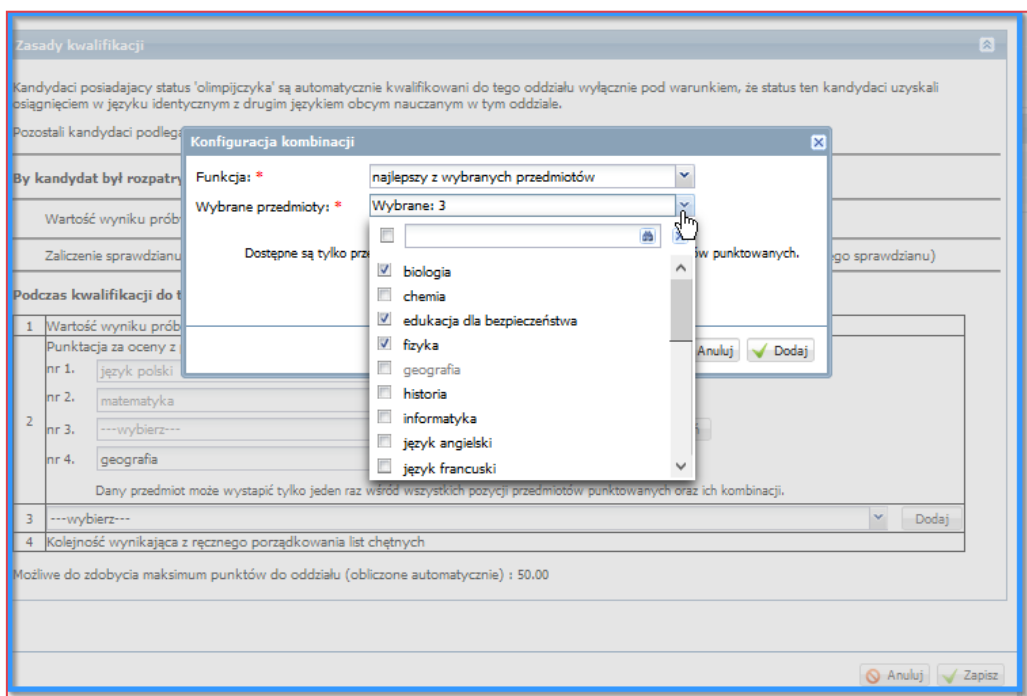 Zasady kwalifikacji
Kandydaci posiadajacy status 'olimpijczyka' są automatycznie kwalifikowani do tego oddziału wyłącznie pod warunkiem, że status ten kandydaci uzyskali
osiągnięciem w języku identycznym z drugim językiem obcym nauczanym w tym oddziale.
Pozostali kandydaci podlega
Konfiguracja kombinacji
By kandydat był rozpatry
Funkcja: * najlepszy z wybranych przedmiotów
Wybrane przedmioty: * Wybrane: 3
Wartość wyniku prób
Zaliczenie sprawdzianu
Dostępne są tylko prze
w punktowanych.
go sprawdzianu)
biologia
chemia
edukacja dla bezpieczeństwa
fizyka
geografia
historia
informatyka
język angielski
język francuski
Anuluj Dodaj
Podczas kwalifikacji do t
1 Wartość wyniku prób
2 Punktacja za oceny z
nr 1. język polski
nr 2. matematyka
nr 3. ---wybierz---
nr 4. geografia
Dany przedmiot może wystapić tylko jeden raz wśród wszystkich pozycji przedmiotów punktowanych oraz ich kombinacji.
3 ---wybierz--- Dodaj
4 Kolejność wynikająca z ręcznego porządkowania list chętnych
Możliwe do zdobycia maksimum punktów do oddziału (obliczone automatycznie) : 50.00
Anuluj Zapisz